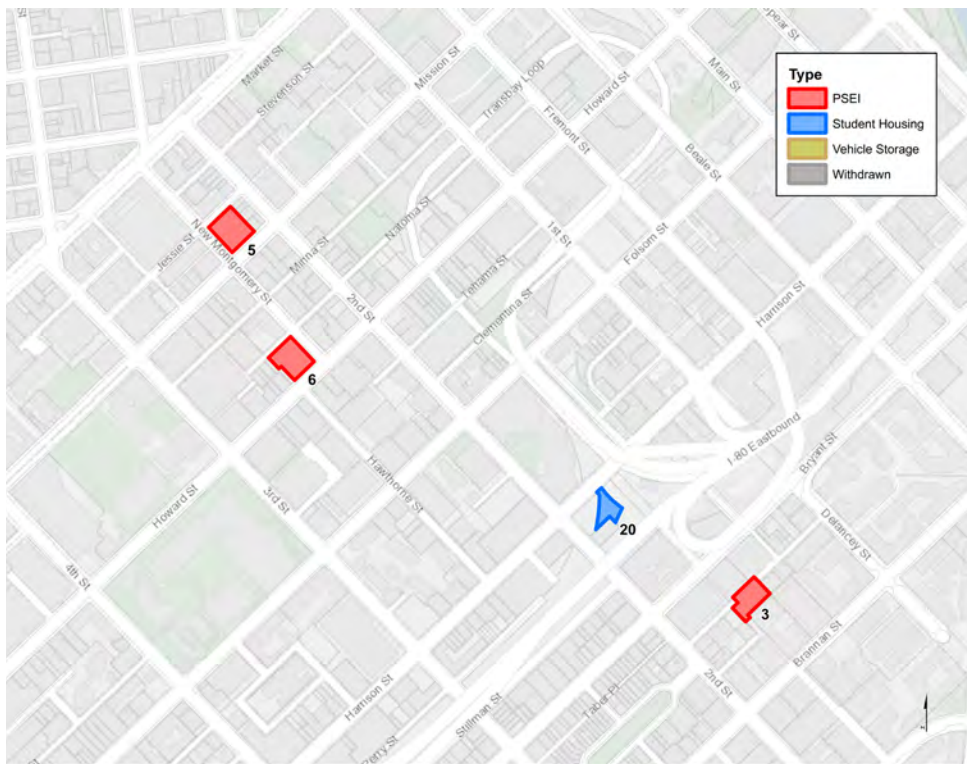 Type
PSEI
Student Housing
Vehicle Storage
Withdrawn
Market St
Stevenson St
Mission St
Transbay Loop
Howard St
Fremont St
Main St
Beale St
Natoma St
1st St
Folsom St
Jessie St
New Montgomery St
5
Minna St
2nd St
Tehama St
Clementina St
Harrison St
6
I-80 Eastbound
Bryant St
Hawthorne St
Howard St
3rd St
20
Delancey St
4th St
3
Brannan St
Harrison St
2nd St
Taber Pl
Stillman St